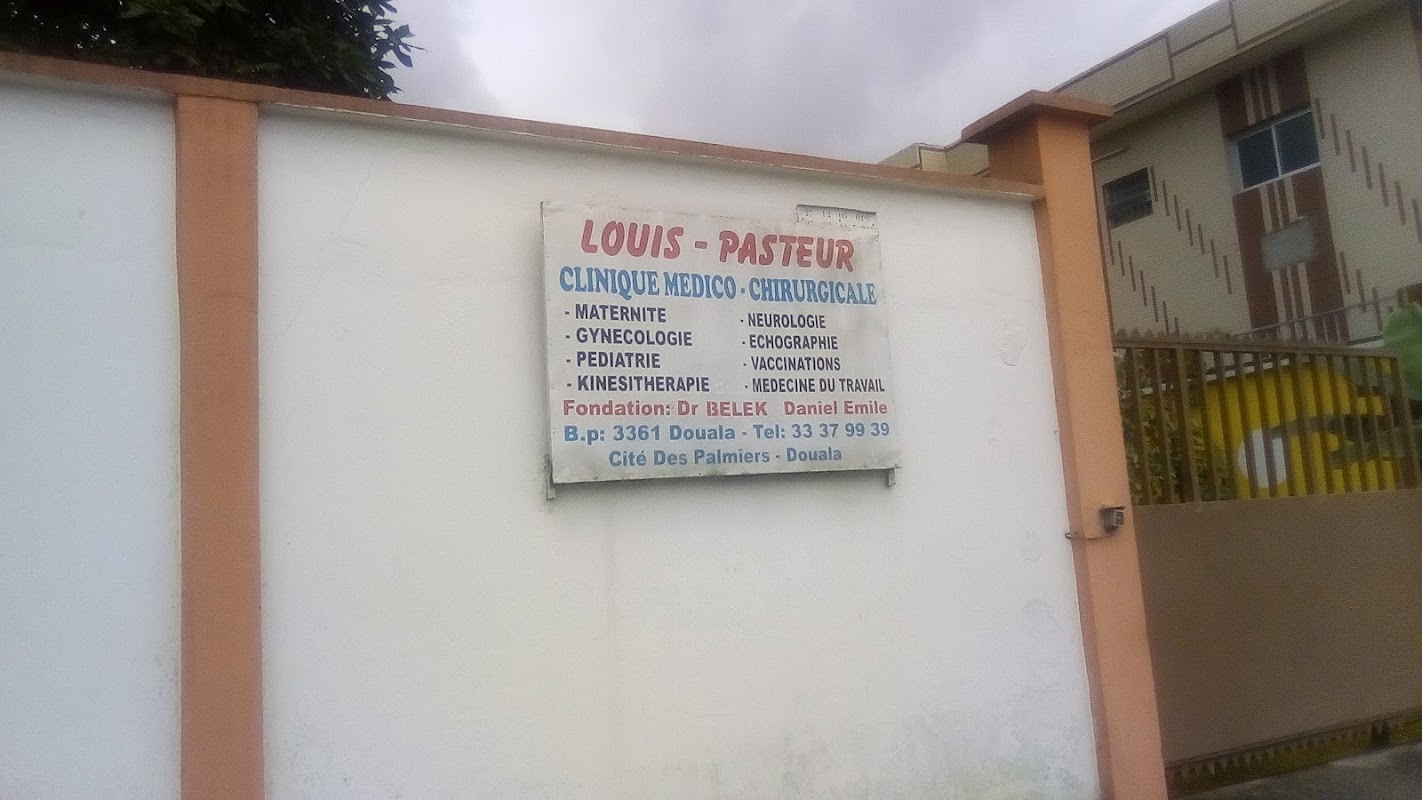 LOUIS - PASTEUR
CLINIQUE MEDICO - CHIRURGICALE
- MATERNITE
- GYNECOLOGIE
- PEDIATRIE
- KINESITHERAPIE
- NEUROLOGIE
- ECHOGRAPHIE
- VACCINATIONS
- MEDECINE DU TRAVAIL
Fondation: Dr BELEK Daniel Emile
B.p: 3361 Douala - Tel: 33 37 99 39
Cité Des Palmiers - Douala